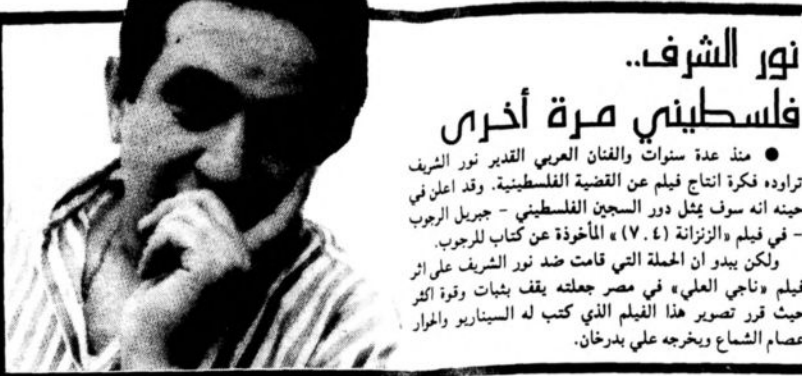 نور الشرف..
فلسطيني مرة أخرى
● منذ عدة سنوات والفنان العربي القدير نور الشريف
تراوده فكرة انتاج فيلم عن القضية الفلسطينية. وقد اعلن في
حينه انه سوف يمثل دور السجين الفلسطيني - جبريل الرجوب
- في فيلم «الزنزانة (٧.٤)» المأخوذة عن كتاب للرجوب.
ولكن يبدو ان الحملة التي قامت ضد نور الشريف على اثر
فيلم «ناجي العلي» في مصر جعلته يقف بثبات وقوة اكثر
حيث قرر تصوير هذا الفيلم الذي كتب له السيناريو والحوار
عصام الشماع ويخرجه علي بدرخان.